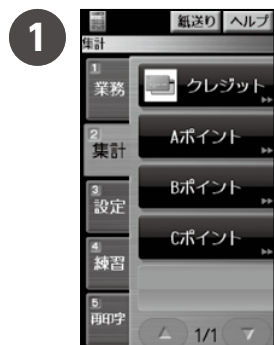 1
紙送り ヘルプ
集計
1
業務
クレジット
2
集計
Aポイント
3
設定
Bポイント
4
練習
Cポイント
5
再印字
1/1